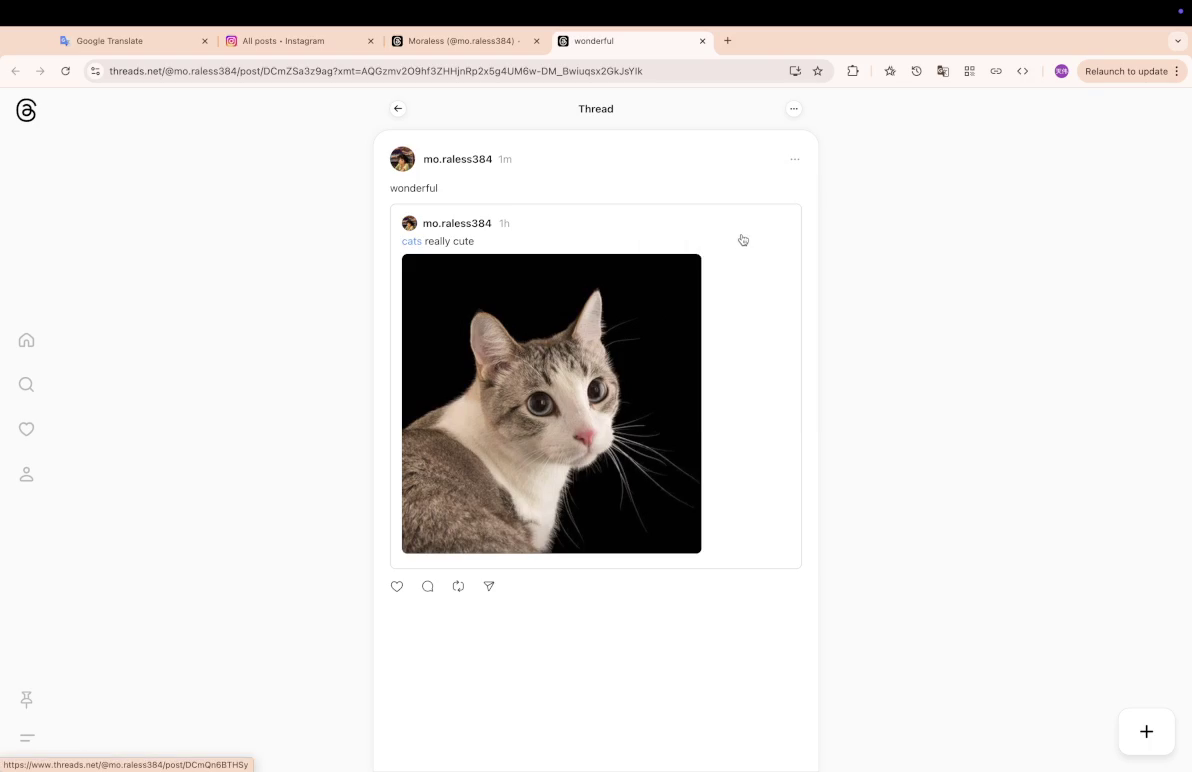 Google Translate
All posts • Instagram
Moraless (@mo.raless384) •
wonderful
threads.net/@mo.raless384/post/DCmZSa3z9ag?xmt=AQGzmv2O9hf3ZHHjnRp2x5g4UM6w-DM_Bwiuqsx2GkJsYlk
Relaunch to update
Thread
mo.raless384 1m
wonderful
mo.raless384 1h
cats really cute
https://www.threads.net/@mo.raless384/post/DCmQn6BTHSy